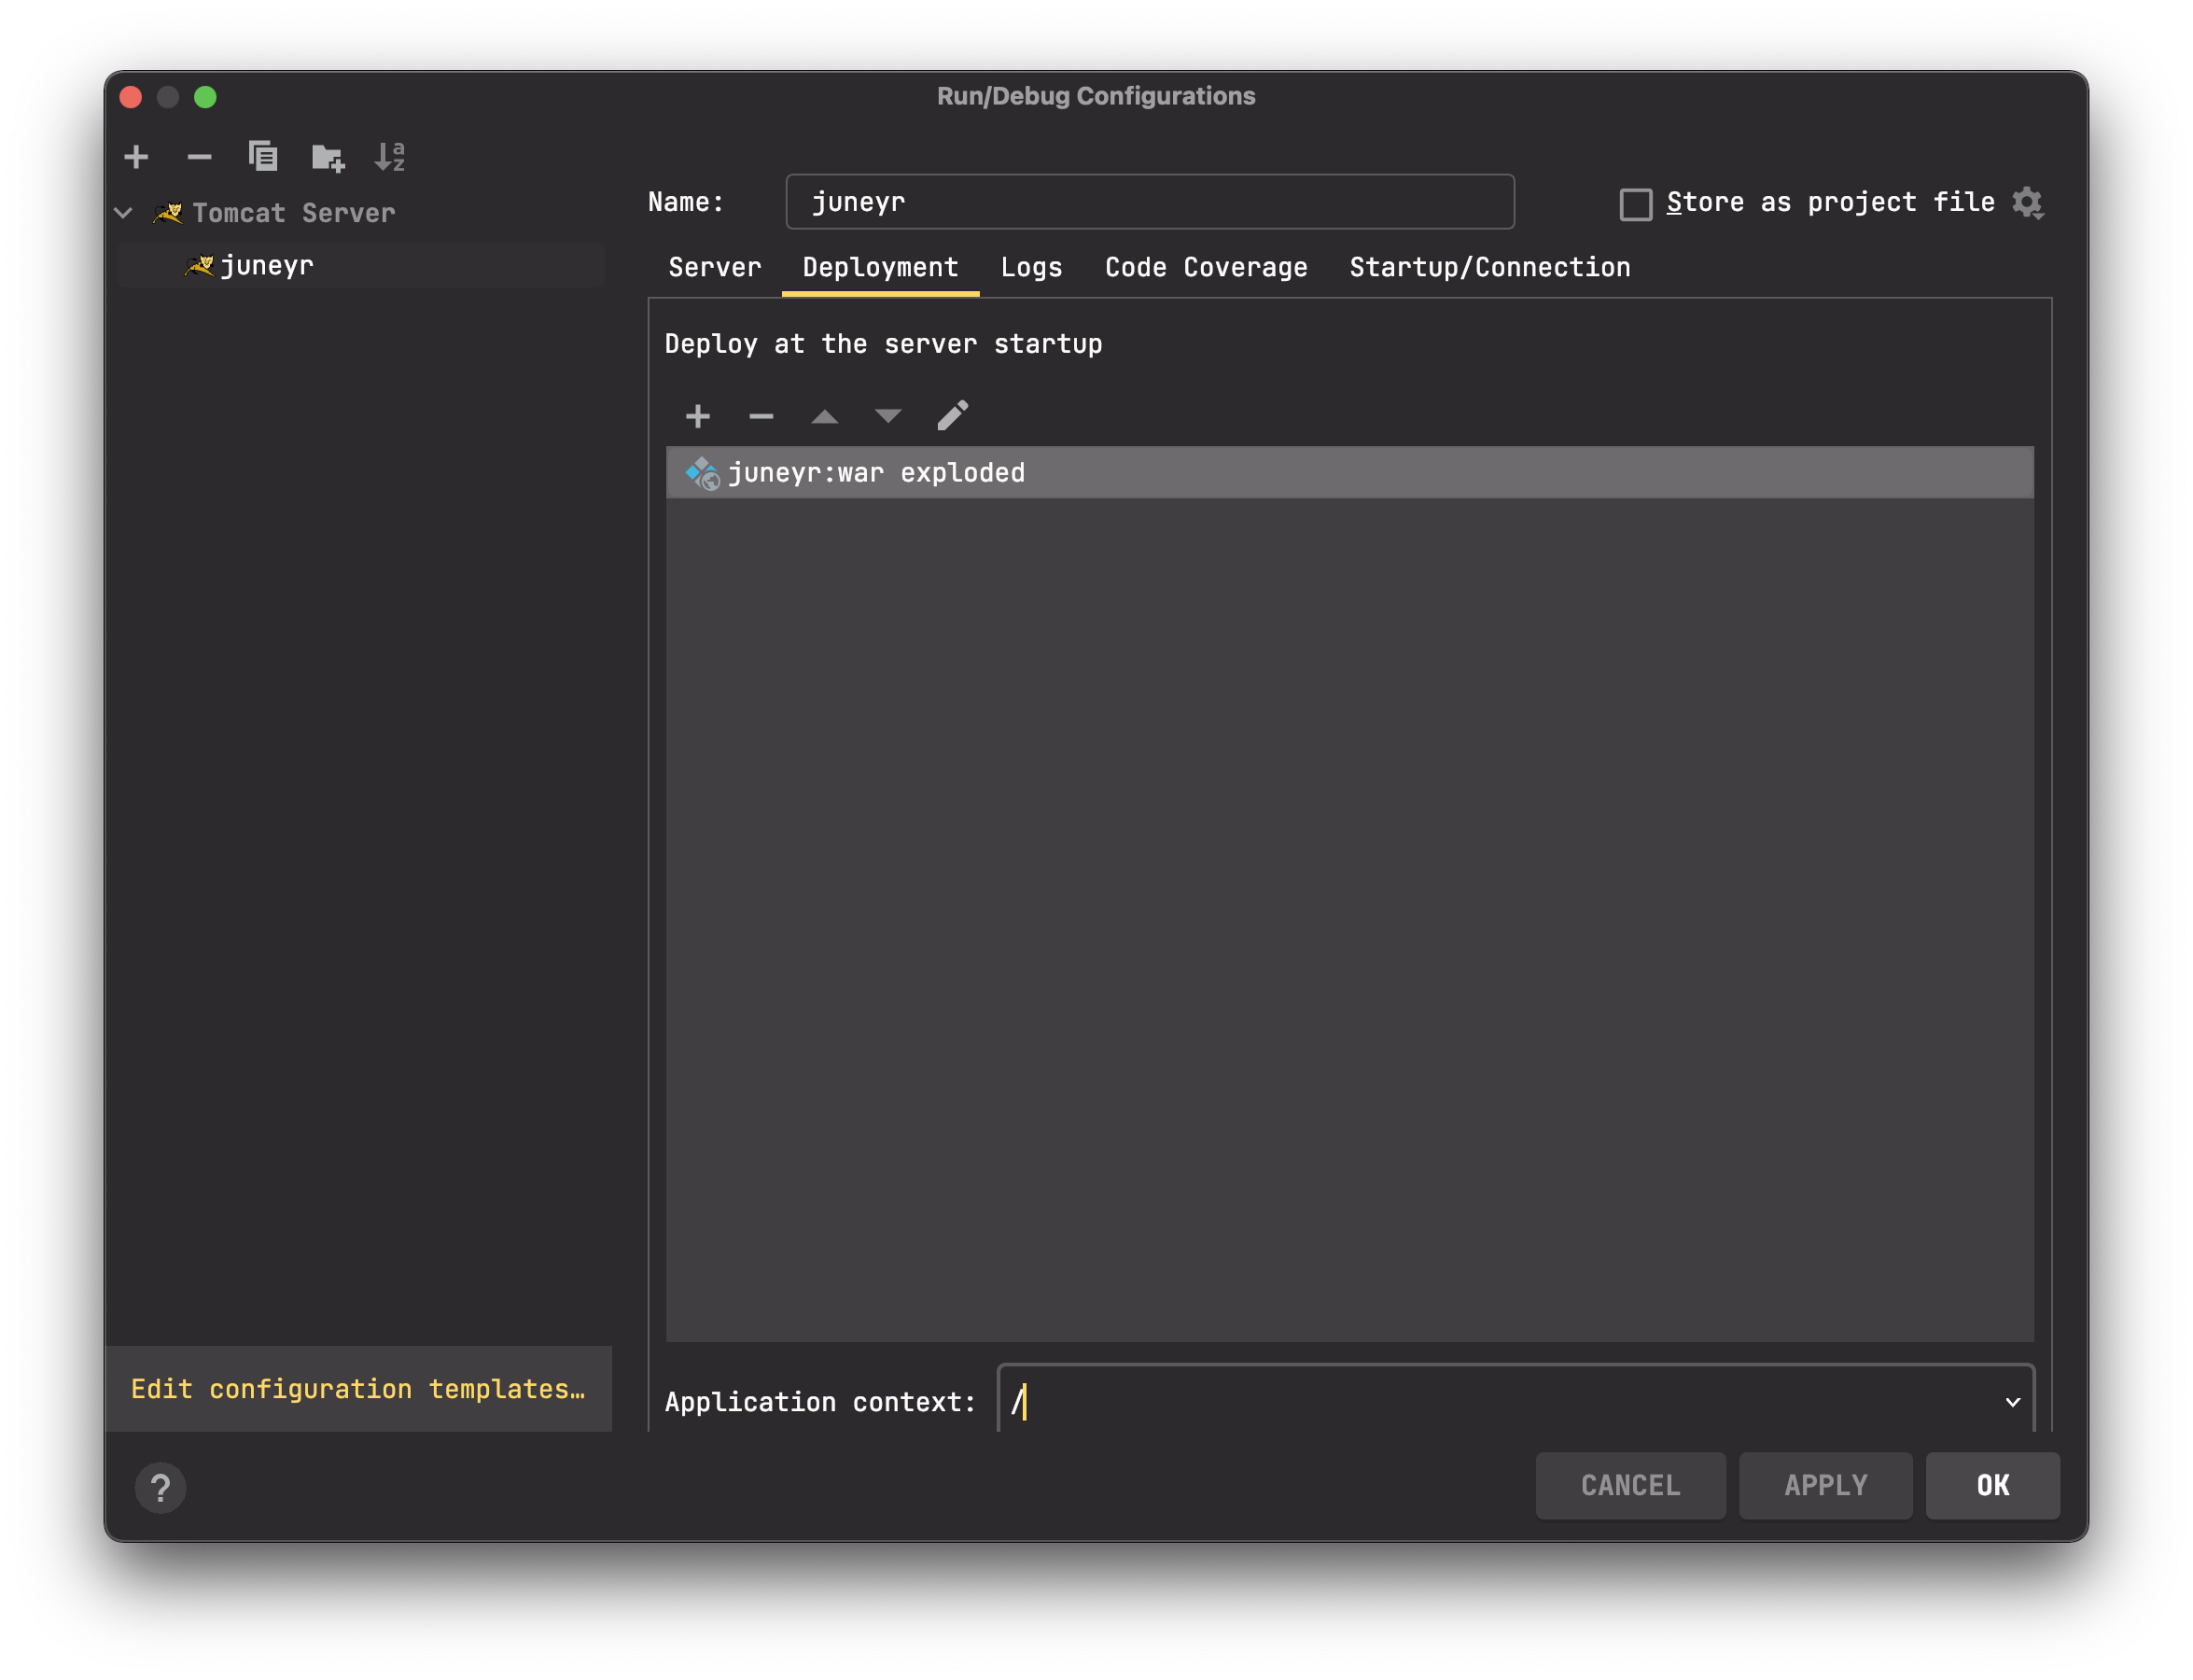 Run/Debug Configurations
Tomcat Server
juneyr
Name: juneyr
Store as project file
Server Deployment Logs Code Coverage Startup/Connection
Deploy at the server startup
juneyr:war exploded
Application context: /
Edit configuration templates…
?
CANCEL APPLY OK